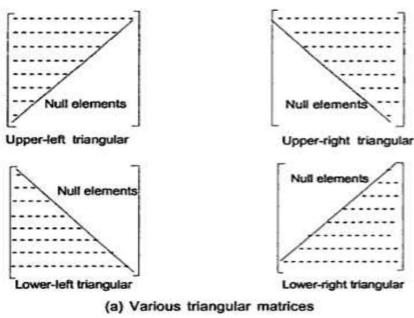 Null elements
Null elements
Upper-left triangular
Upper-right triangular
Null elements
Null elements
Lower-left triangular
Lower-right triangular
(a) Various triangular matrices